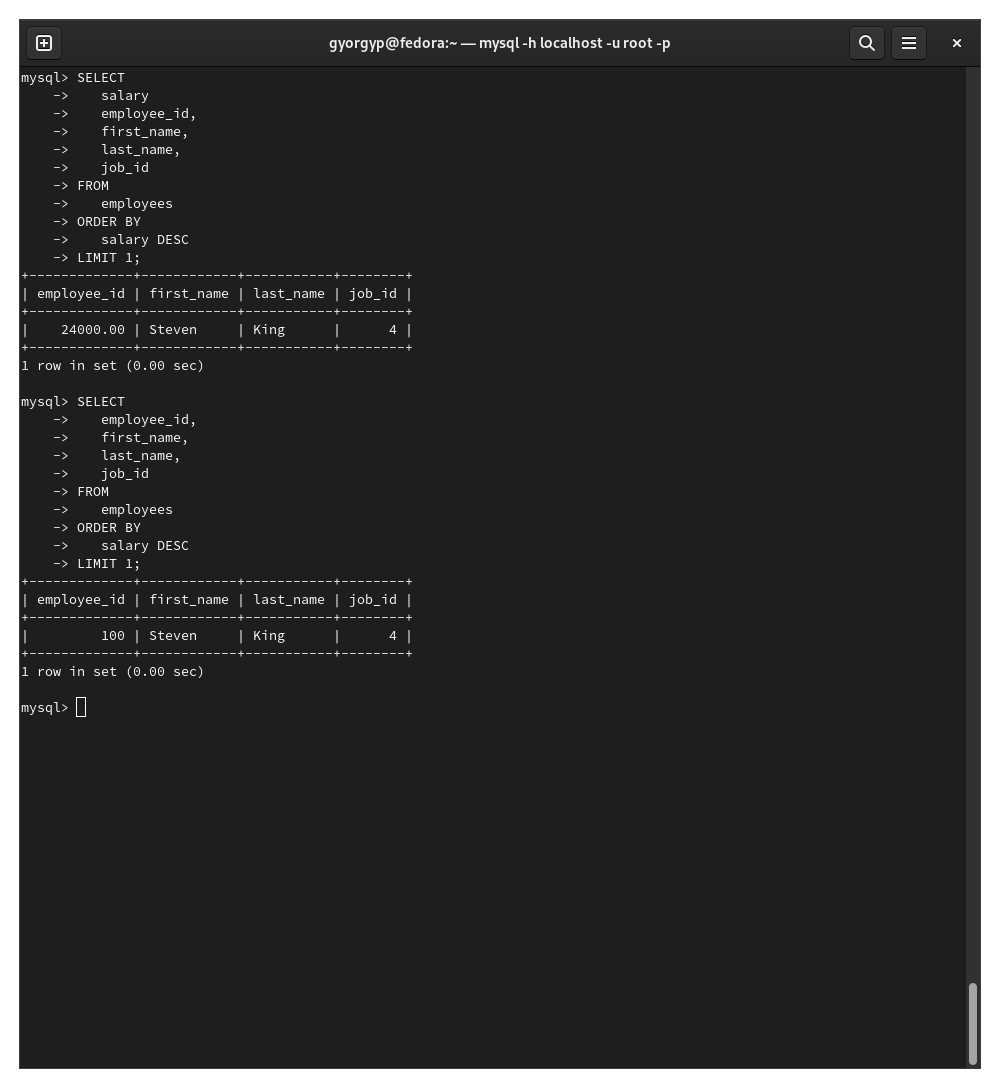 gyorgyp@fedora:~ — mysql -h localhost -u root -p
mysql> SELECT
    ->    salary
    ->    employee_id,
    ->    first_name,
    ->    last_name,
    ->    job_id
    -> FROM
    ->    employees
    -> ORDER BY
    ->    salary DESC
    -> LIMIT 1;
+-------------+------------+-----------+--------+
| employee_id | first_name | last_name | job_id |
+-------------+------------+-----------+--------+
|    24000.00 | Steven     | King      |      4 |
+-------------+------------+-----------+--------+
1 row in set (0.00 sec)

mysql> SELECT
    ->    employee_id,
    ->    first_name,
    ->    last_name,
    ->    job_id
    -> FROM
    ->    employees
    -> ORDER BY
    ->    salary DESC
    -> LIMIT 1;
+-------------+------------+-----------+--------+
| employee_id | first_name | last_name | job_id |
+-------------+------------+-----------+--------+
|         100 | Steven     | King      |      4 |
+-------------+------------+-----------+--------+
1 row in set (0.00 sec)

mysql>